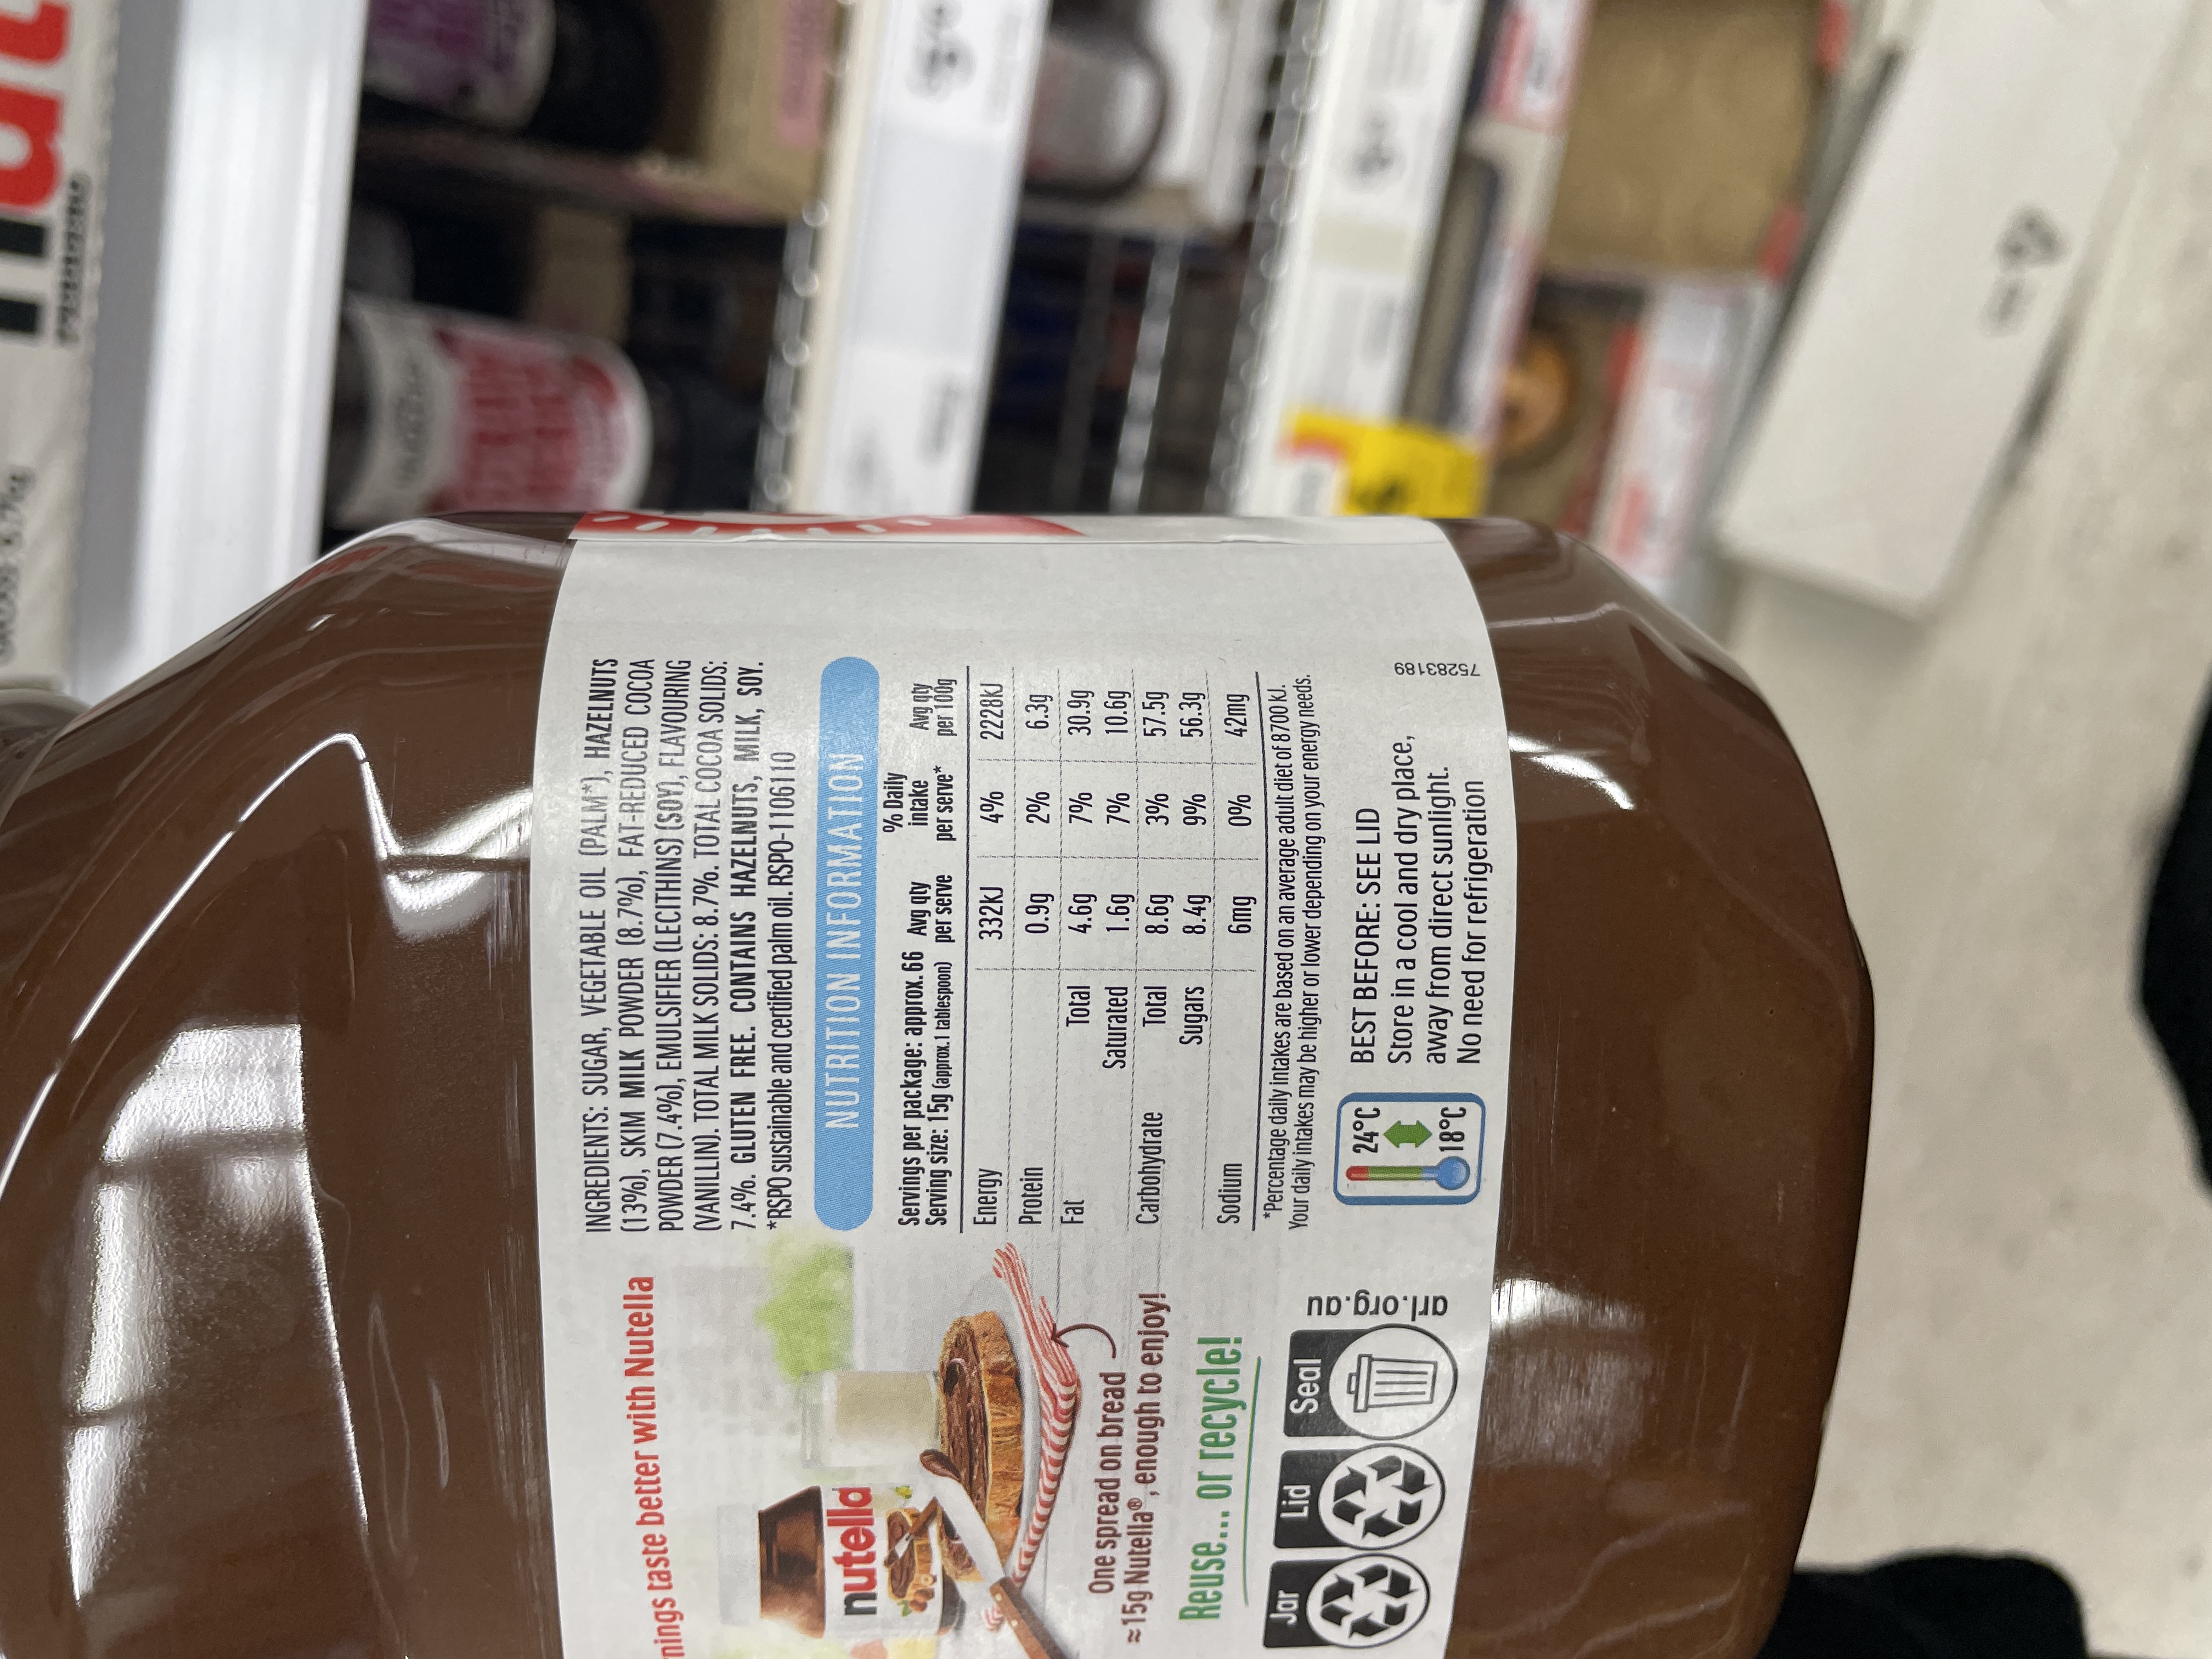 FERRERO
nings taste better with Nutella
nutella
One spread on bread
≈15g Nutella®, enough to enjoy!
Reuse... or recycle!
Jar Lid Seal
arl.org.au
INGREDIENTS: SUGAR, VEGETABLE OIL (PALM*), HAZELNUTS
(13%), SKIM MILK POWDER (8.7%), FAT-REDUCED COCOA
POWDER (7.4%), EMULSIFIER (LECITHINS) (SOY), FLAVOURING
(VANILLIN). TOTAL MILK SOLIDS: 8.7%. TOTAL COCOA SOLIDS:
7.4%. GLUTEN FREE. CONTAINS HAZELNUTS, MILK, SOY.
*RSPO sustainable and certified palm oil. RSPO-1106110
NUTRITION INFORMATION
Servings per package: approx. 66
Serving size: 15g (approx. 1 tablespoon)
Avg qty
per serve
% Daily
intake
per serve*
Avg qty
per 100g
Energy 332kJ 4% 2228kJ
Protein 0.9g 2% 6.3g
Fat Total 4.6g 7% 30.9g
Saturated 1.6g 7% 10.6g
Carbohydrate Total 8.6g 3% 57.5g
Sugars 8.4g 9% 56.3g
Sodium 6mg 0% 42mg
*Percentage daily intakes are based on an average adult diet of 8700 kJ.
Your daily intakes may be higher or lower depending on your energy needs.
24°C
18°C
BEST BEFORE: SEE LID
Store in a cool and dry place,
away from direct sunlight.
No need for refrigeration
75283189